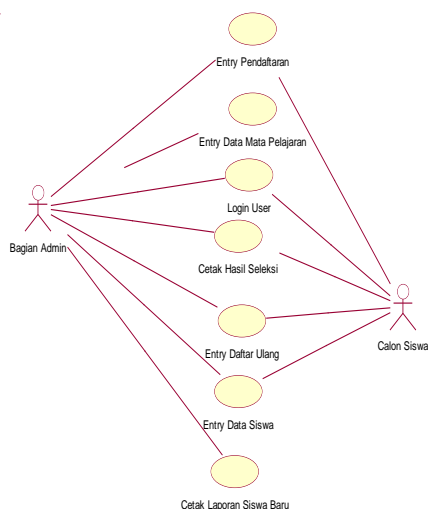 Entry Pendaftaran
Entry Data Mata Pelajaran
Login User
Bagian Admin
Cetak Hasil Seleksi
Calon Siswa
Entry Daftar Ulang
Entry Data Siswa
Cetak Laporan Siswa Baru